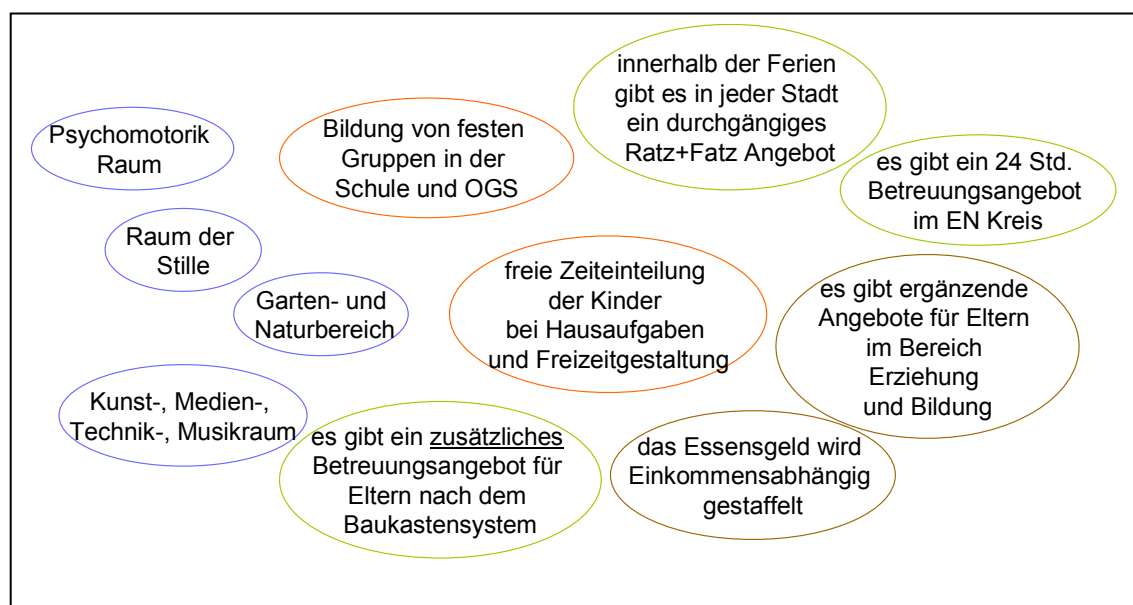 Psychomotorik
Raum
Bildung von festen
Gruppen in der
Schule und OGS
innerhalb der Ferien
gibt es in jeder Stadt
ein durchgängiges
Ratz+Fatz Angebot
es gibt ein 24 Std.
Betreuungsangebot
im EN Kreis
Raum der
Stille
Garten- und
Naturbereich
freie Zeiteinteilung
der Kinder
bei Hausaufgaben
und Freizeitgestaltung
es gibt ergänzende
Angebote für Eltern
im Bereich
Erziehung
und Bildung
Kunst-, Medien-,
Technik-, Musikraum
es gibt ein zusätzliches
Betreuungsangebot für
Eltern nach dem
Baukastensystem
das Essensgeld wird
Einkommensabhängig
gestaffelt